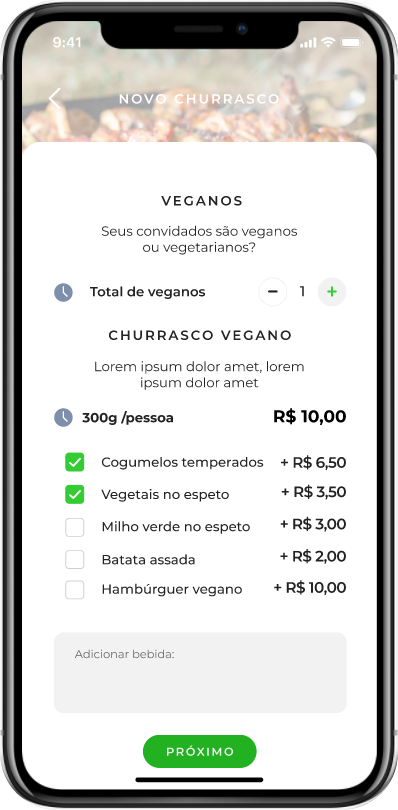 9:41
NOVO CHURRASCO
VEGANOS
Seus convidados são veganos
ou vegetarianos?
Total de veganos 1
CHURRASCO VEGANO
Lorem ipsum dolor amet, lorem
ipsum dolor amet
300g /pessoa R$ 10,00
Cogumelos temperados + R$ 6,50
Vegetais no espeto + R$ 3,50
Milho verde no espeto + R$ 3,00
Batata assada + R$ 2,00
Hambúrguer vegano + R$ 10,00
Adicionar bebida:
PRÓXIMO